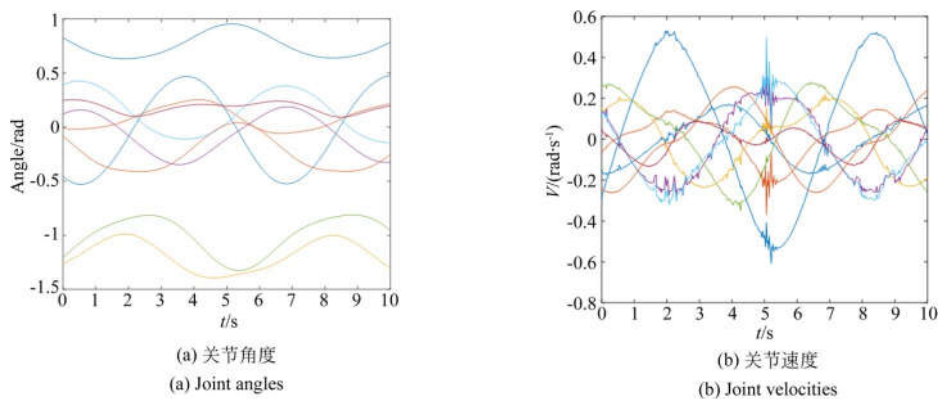 1
0.5
0
-0.5
-1
-1.5
Angle/rad
0 1 2 3 4 5 6 7 8 9 10
t/s
(a) 关节角度
(a) Joint angles
0.6
0.4
0.2
0
-0.2
-0.4
-0.6
-0.8
V/(rad·s⁻¹)
0 1 2 3 4 5 6 7 8 9 10
t/s
(b) 关节速度
(b) Joint velocities